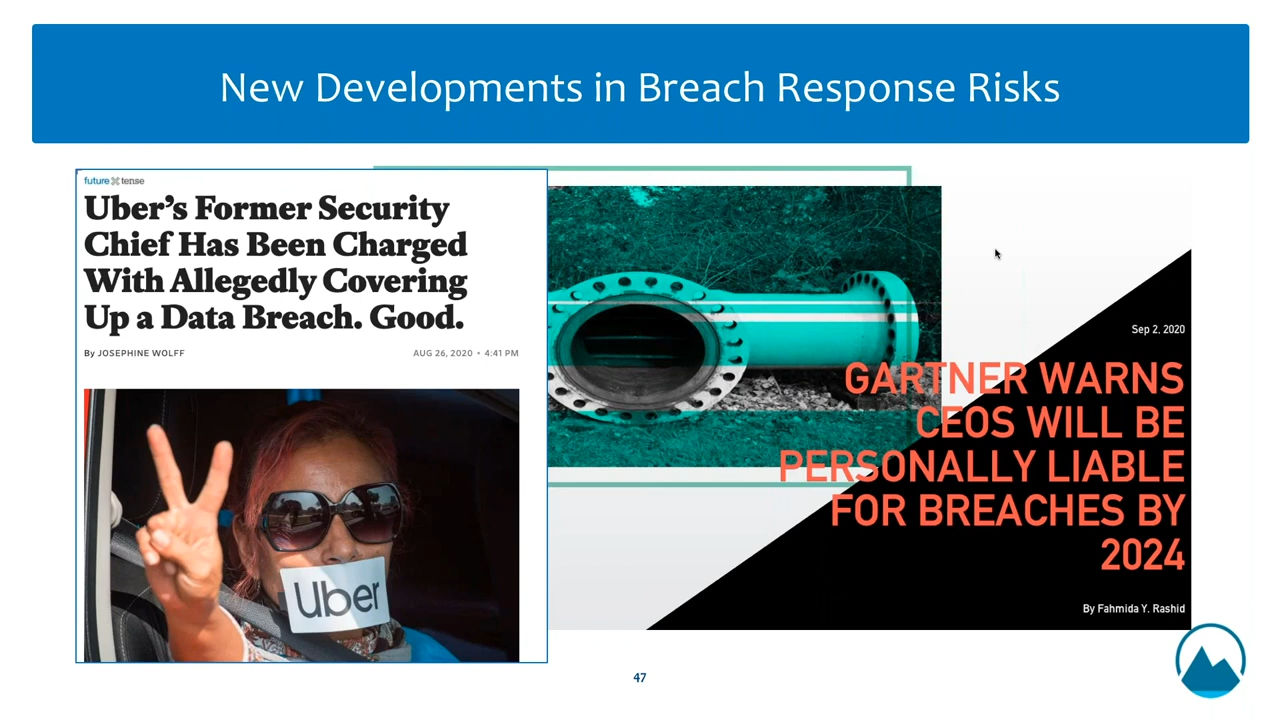 New Developments in Breach Response Risks
future tense
Uber’s Former Security
Chief Has Been Charged
With Allegedly Covering
Up a Data Breach. Good.
By JOSEPHINE WOLFF
AUG 26, 2020 • 4:41 PM
Uber
Sep 2, 2020
GARTNER WARNS
CEOS WILL BE
PERSONALLY LIABLE
FOR BREACHES BY
2024
By Fahmida Y. Rashid
47